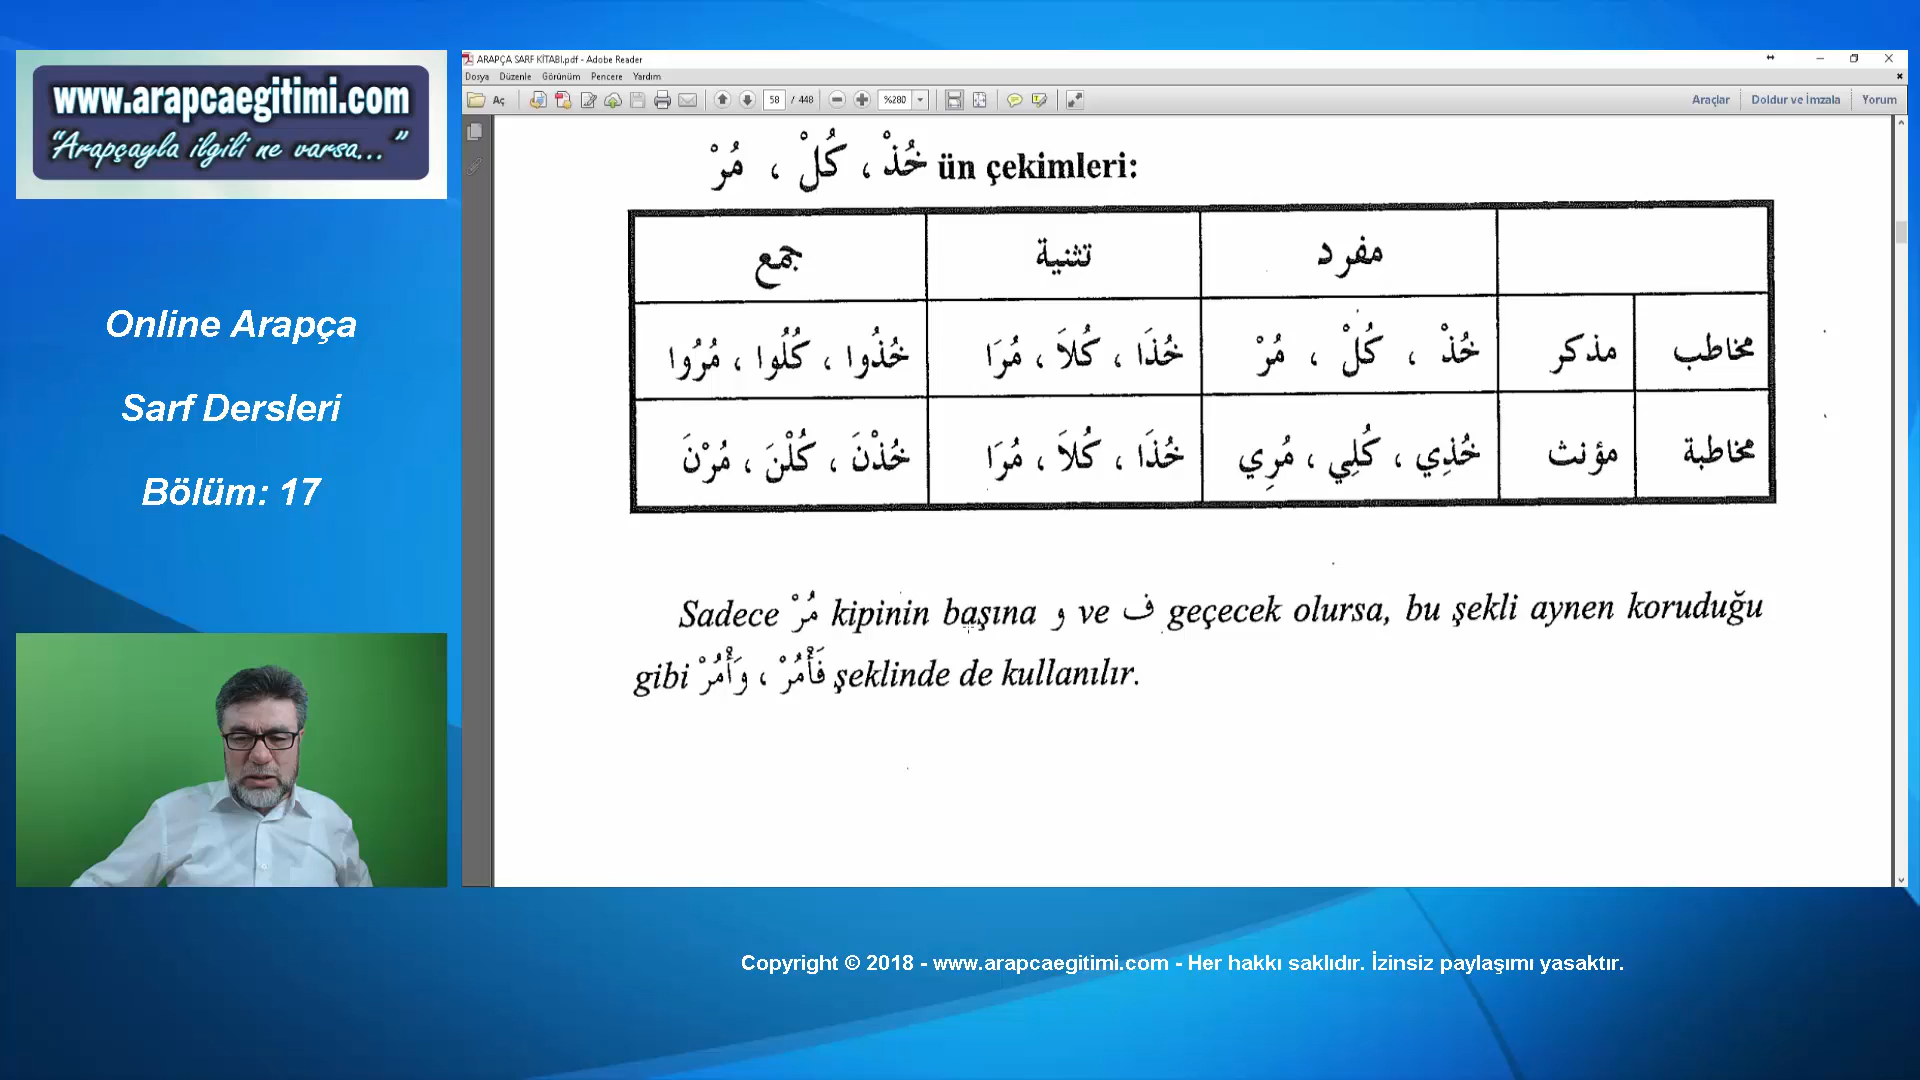 www.arapcaegitimi.com
“Arapçayla ilgili ne varsa...”
Online Arapça
Sarf Dersleri
Bölüm: 17
ARAPÇA SARF KİTABI.pdf - Adobe Reader
Dosya Düzenle Görünüm Pencere Yardım
Aç 58 / 448 %280 Araçlar Doldur ve İmzala Yorum
خُذْ ، كُلْ ، مُرْ ün çekimleri:
مفرد تثنية جمع
مخاطب مذكر خُذْ ، كُلْ ، مُرْ خُذَا ، كُلاَ ، مُرَا خُذُوا ، كُلُوا ، مُرُوا
مخاطبة مؤنث خُذِي ، كُلِي ، مُرِي خُذَا ، كُلاَ ، مُرَا خُذْنَ ، كُلْنَ ، مُرْنَ
Sadece مُرْ kipinin başına و ve ف geçecek olursa, bu şekli aynen koruduğu
gibi فَأْمُرْ ، وَأْمُرْ şeklinde de kullanılır.
Copyright © 2018 - www.arapcaegitimi.com - Her hakkı saklıdır. İzinsiz paylaşımı yasaktır.